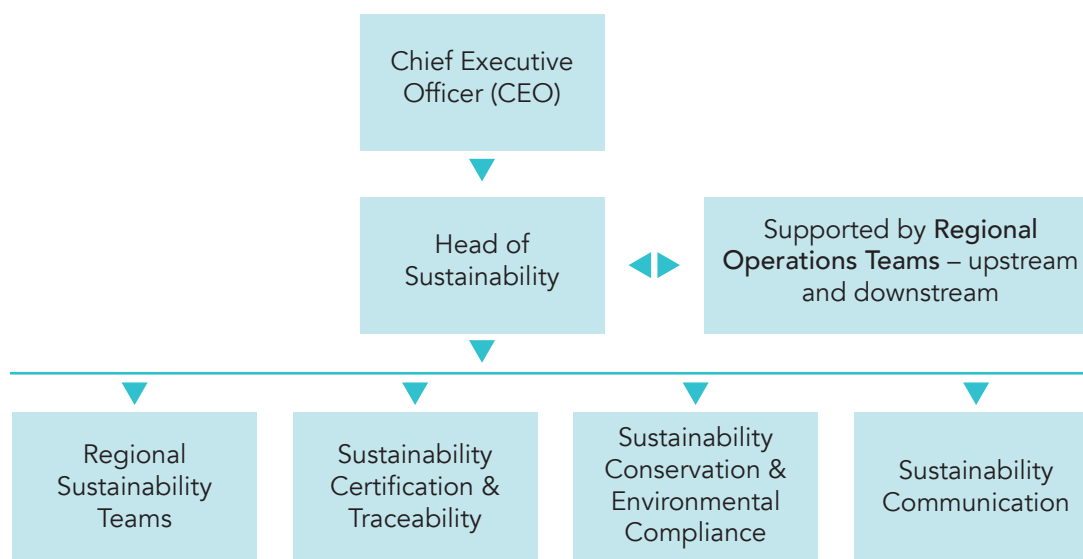 Chief Executive
Officer (CEO)
Head of
Sustainability
Supported by Regional
Operations Teams – upstream
and downstream
Regional
Sustainability
Teams
Sustainability
Certification &
Traceability
Sustainability
Conservation &
Environmental
Compliance
Sustainability
Communication